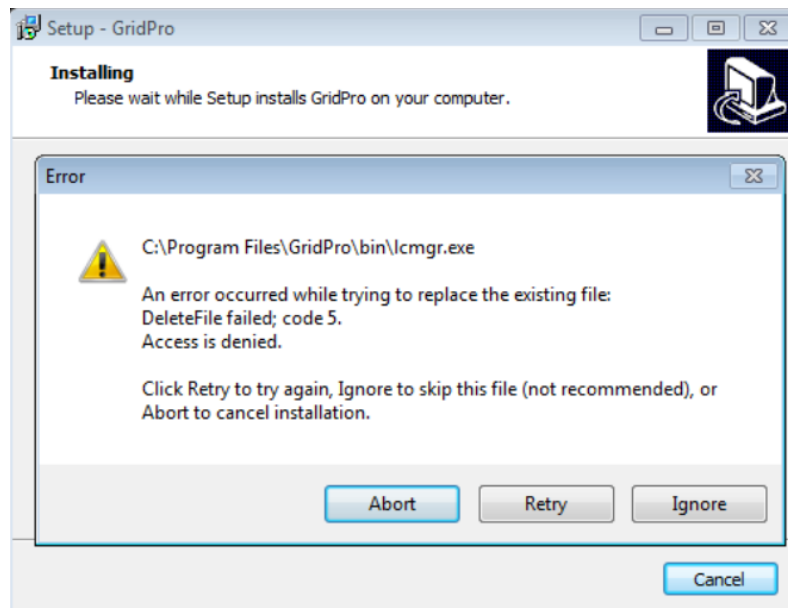 Setup - GridPro
Installing
Please wait while Setup installs GridPro on your computer.
Error
C:\Program Files\GridPro\bin\lcmgr.exe
An error occurred while trying to replace the existing file:
DeleteFile failed; code 5.
Access is denied.
Click Retry to try again, Ignore to skip this file (not recommended), or
Abort to cancel installation.
Abort
Retry
Ignore
Cancel